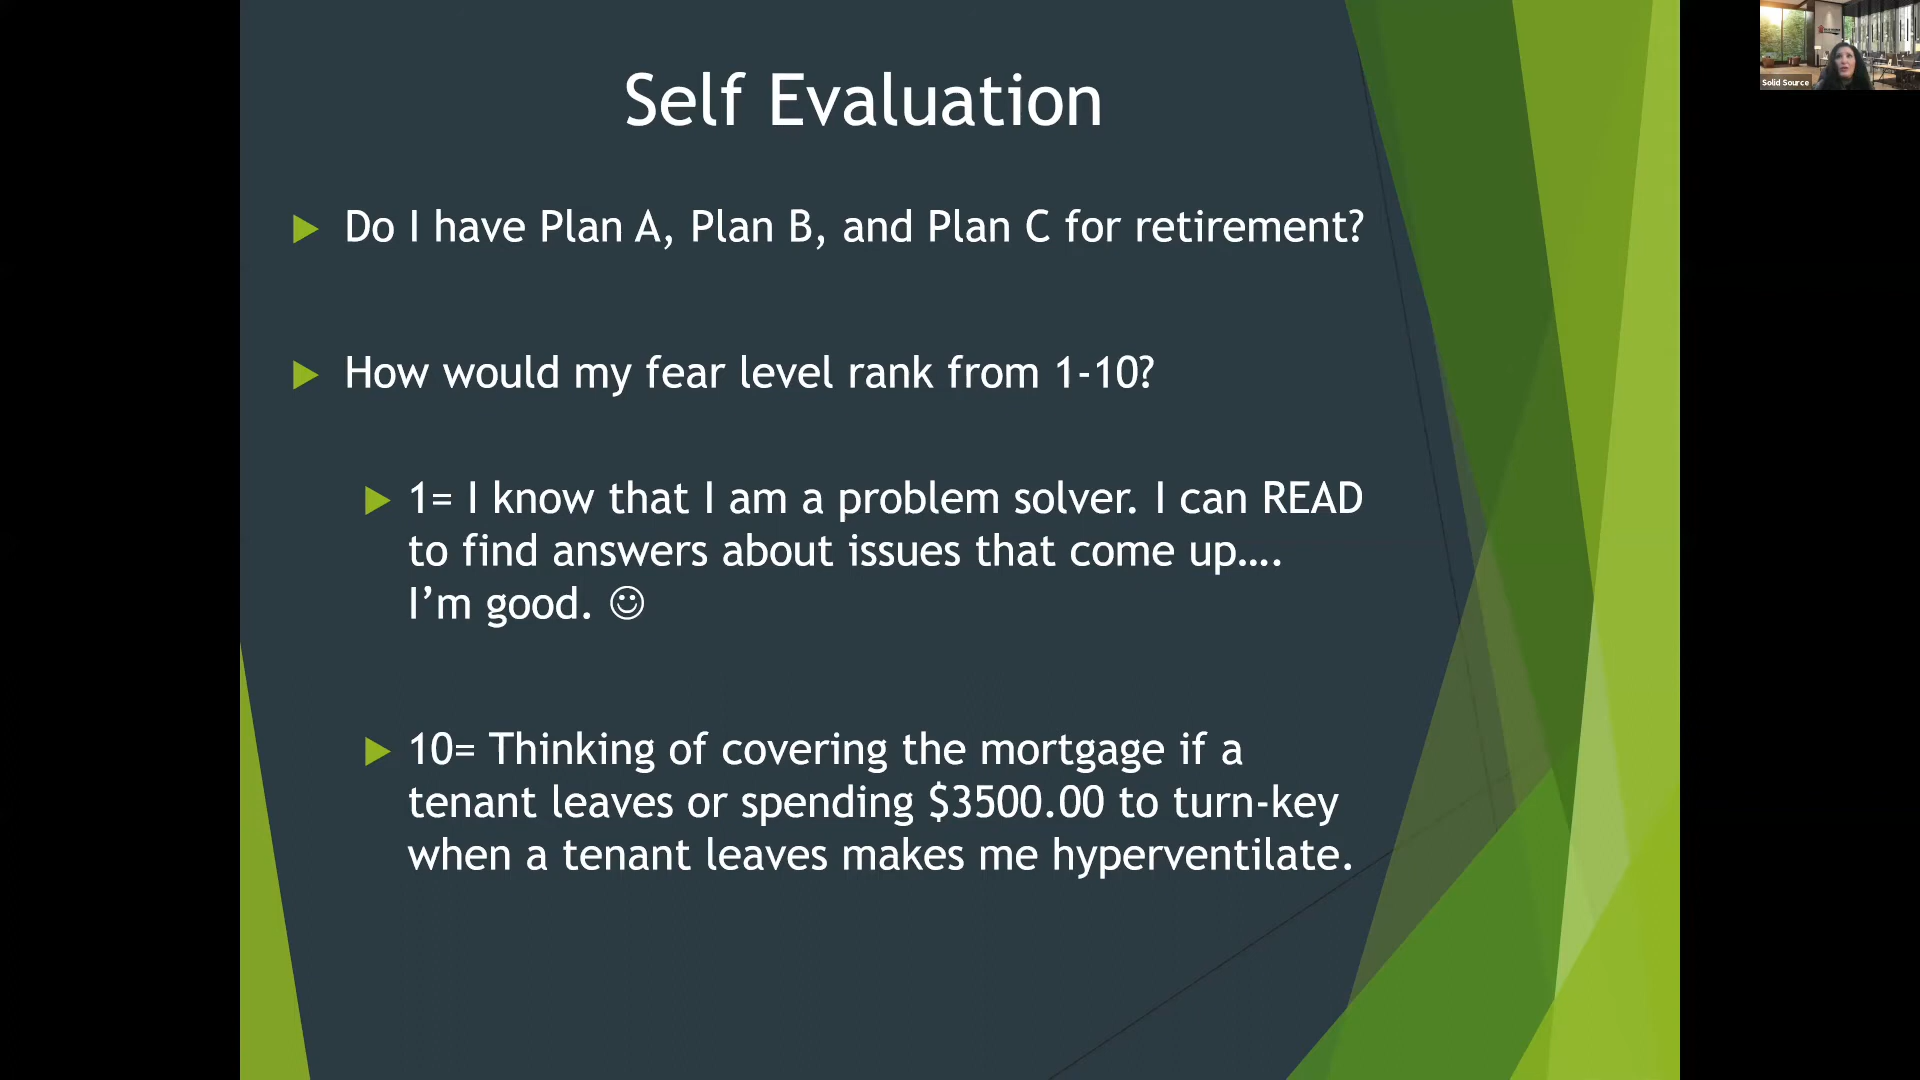 Self Evaluation
Do I have Plan A, Plan B, and Plan C for retirement?
How would my fear level rank from 1-10?
1= I know that I am a problem solver. I can READ
to find answers about issues that come up….
I’m good. ☺
10= Thinking of covering the mortgage if a
tenant leaves or spending $3500.00 to turn-key
when a tenant leaves makes me hyperventilate.
Solid Source